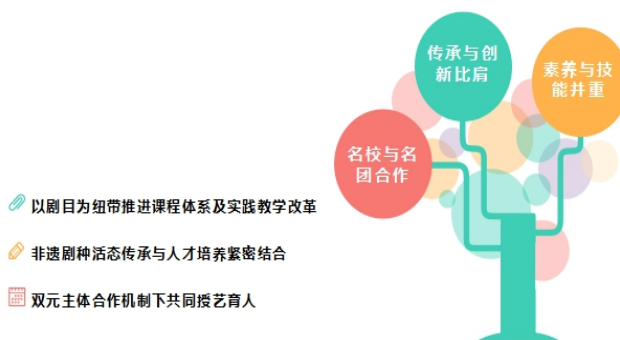 传承与创
新比肩
素养与技
能并重
名校与名
团合作
以剧目为纽带推进课程体系及实践教学改革
非遗剧种活态传承与人才培养紧密结合
双元主体合作机制下共同授艺育人